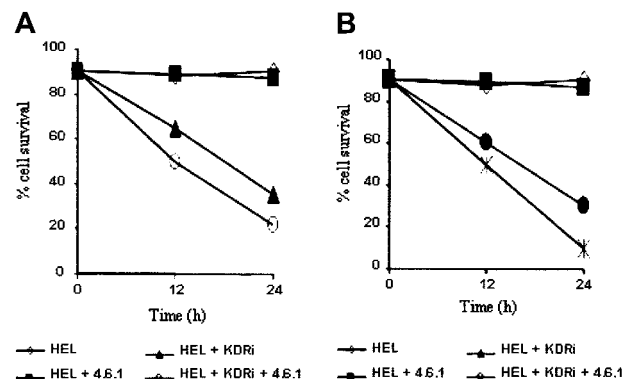 A
B
% cell survival
100
80
60
40
20
0
0
12
24
Time (h)
HEL
HEL + KDRi
HEL + 4.6.1
HEL + KDRi + 4.6.1
% cell survival
100
80
60
40
20
0
0
12
24
Time (h)
HEL
HEL + KDRi
HEL + 4.6.1
HEL + KDRi + 4.6.1